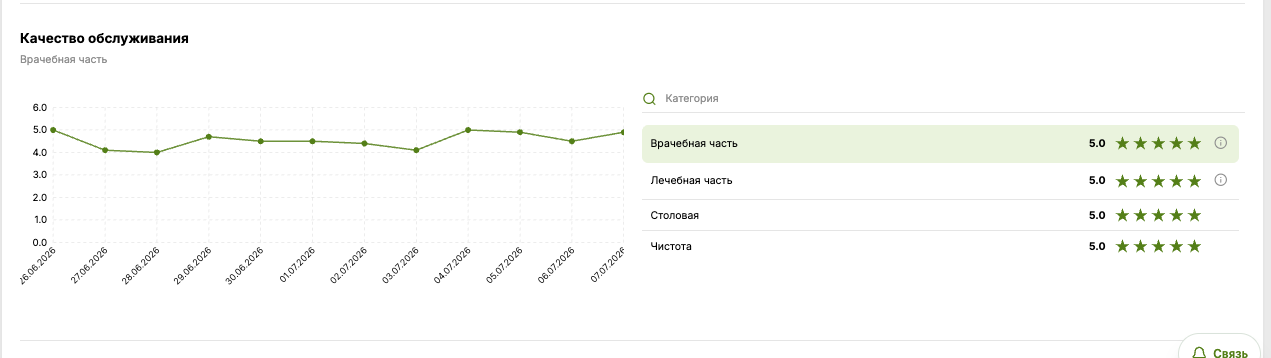 Качество обслуживания
Врачебная часть
6.0
5.0
4.0
3.0
2.0
1.0
0.0
26.06.2026
27.06.2026
28.06.2026
29.06.2026
30.06.2026
01.07.2026
02.07.2026
03.07.2026
04.07.2026
05.07.2026
06.07.2026
07.07.2026
Категория
Врачебная часть 5.0
Лечебная часть 5.0
Столовая 5.0
Чистота 5.0
Связь